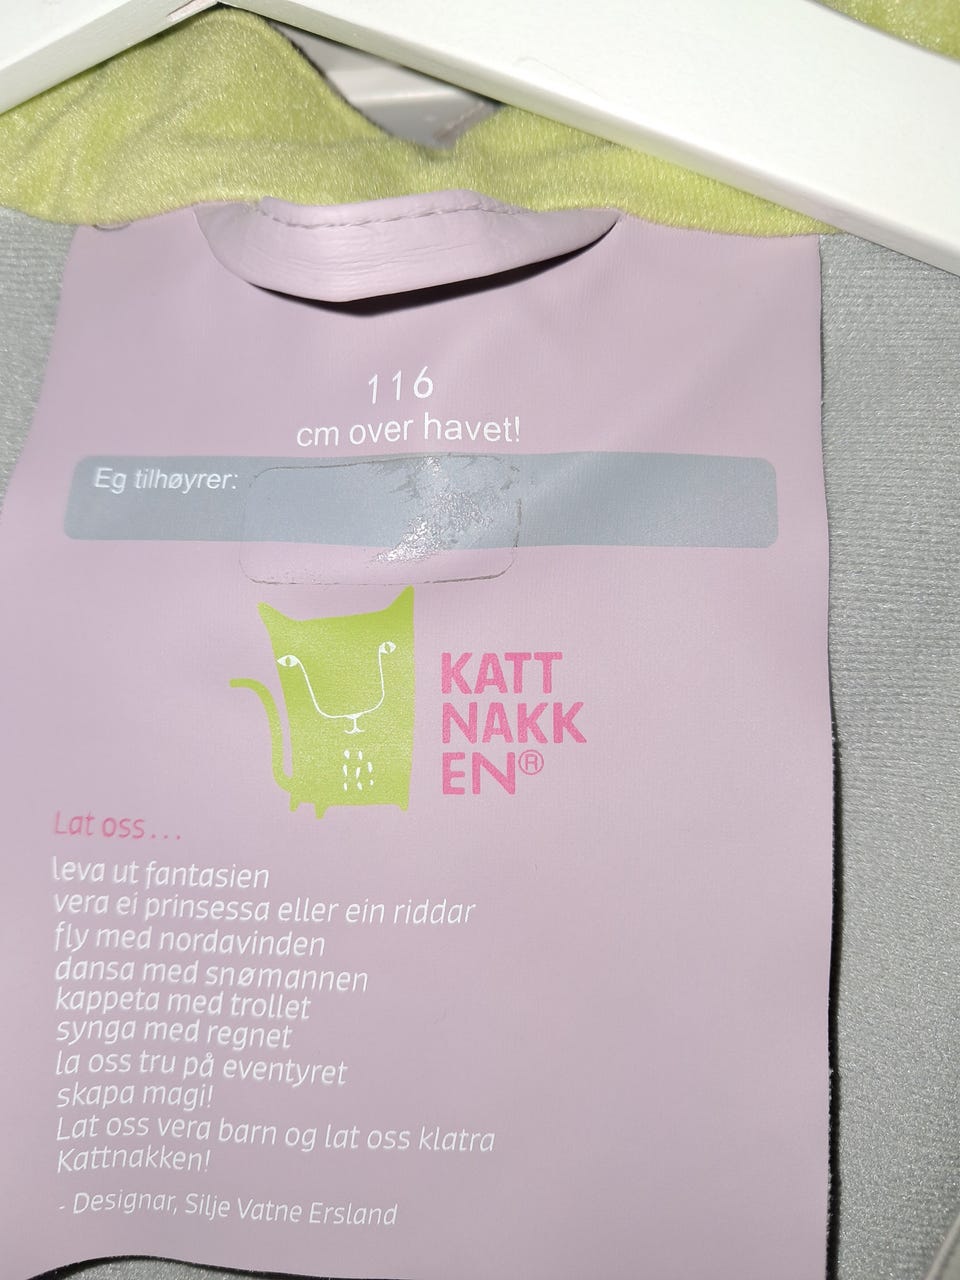 116
cm over havet!
Eg tilhøyrer:
KATT
NAKK
EN®
Lat oss...
leva ut fantasien
vera ei prinsessa eller ein riddar
fly med nordavinden
dansa med snømannen
kappeta med trollet
synga med regnet
la oss tru på eventyret
skapa magi!
Lat oss vera barn og lat oss klatra
Kattnakken!
- Designar, Silje Vatne Ersland